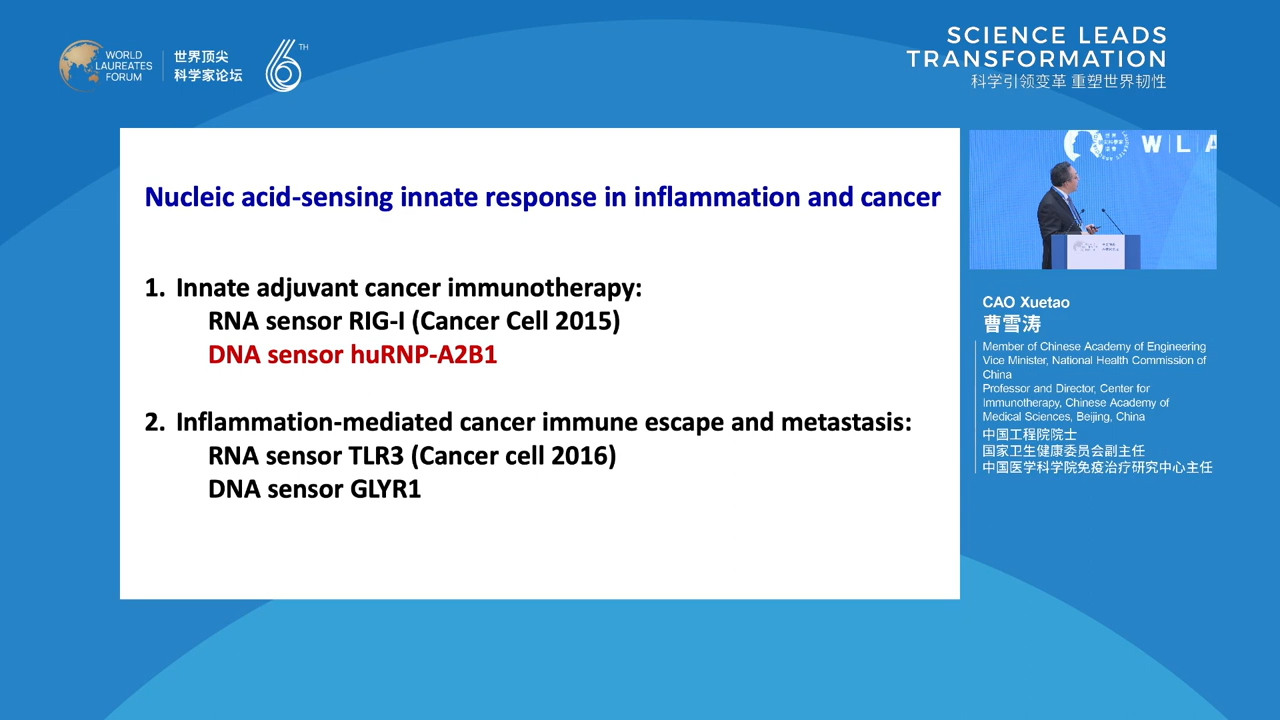 WORLD
LAUREATES
FORUM
世界顶尖
科学家论坛
6TH
SCIENCE LEADS
TRANSFORMATION
科学引领变革 重塑世界韧性
Nucleic acid-sensing innate response in inflammation and cancer
1. Innate adjuvant cancer immunotherapy:
RNA sensor RIG-I (Cancer Cell 2015)
DNA sensor huRNP-A2B1
2. Inflammation-mediated cancer immune escape and metastasis:
RNA sensor TLR3 (Cancer cell 2016)
DNA sensor GLYR1
W L A
CAO Xuetao
曹雪涛
Member of Chinese Academy of Engineering
Vice Minister, National Health Commission of
China
Professor and Director, Center for
Immunotherapy, Chinese Academy of
Medical Sciences, Beijing, China
中国工程院院士
国家卫生健康委员会副主任
中国医学科学院免疫治疗研究中心主任